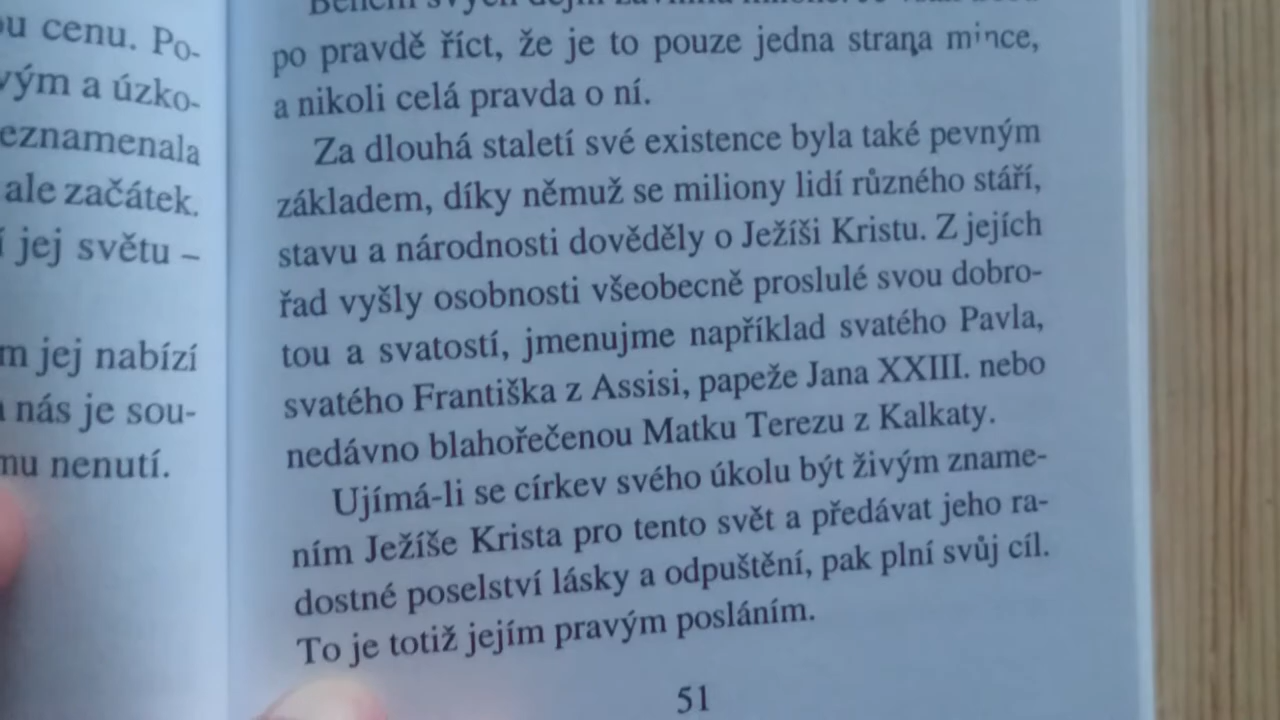 ou cenu. Po-
vým a úzko-
eznamenala
ale začátek.
í jej světu –
m jej nabízí
nás je sou-
mu nenutí.
po pravdě říct, že je to pouze jedna strana mince,
a nikoli celá pravda o ní.
Za dlouhá staletí své existence byla také pevným
základem, díky němuž se miliony lidí různého stáří,
stavu a národnosti dověděly o Ježíši Kristu. Z jejích
řad vyšly osobnosti všeobecně proslulé svou dobro-
tou a svatostí, jmenujme například svatého Pavla,
svatého Františka z Assisi, papeže Jana XXIII. nebo
nedávno blahořečenou Matku Terezu z Kalkaty.
Ujímá-li se církev svého úkolu být živým zname-
ním Ježíše Krista pro tento svět a předávat jeho ra-
dostné poselství lásky a odpuštění, pak plní svůj cíl.
To je totiž jejím pravým posláním.
51